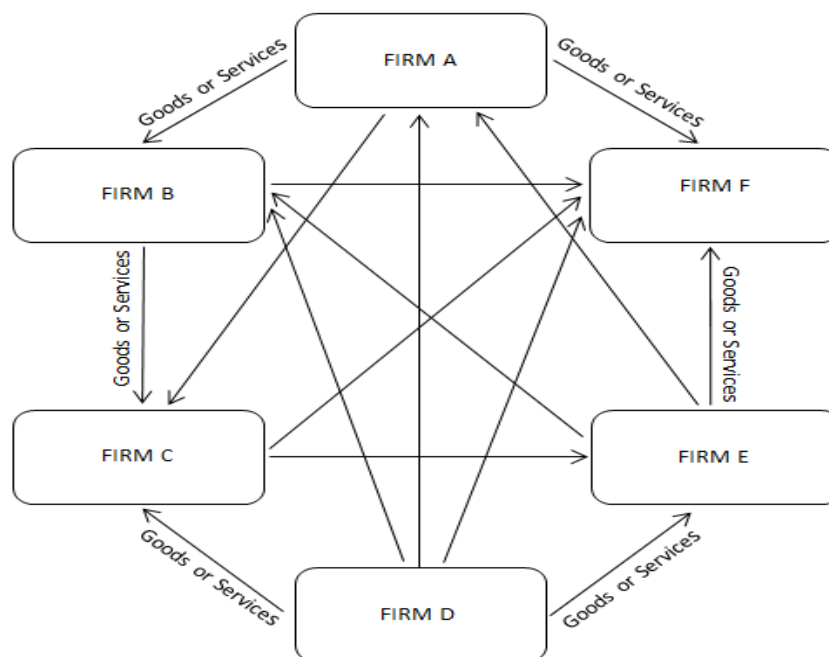 FIRM A
Goods or Services
Goods or Services
FIRM B
FIRM F
Goods or Services
Goods or Services
FIRM C
FIRM E
Goods or Services
Goods or Services
FIRM D